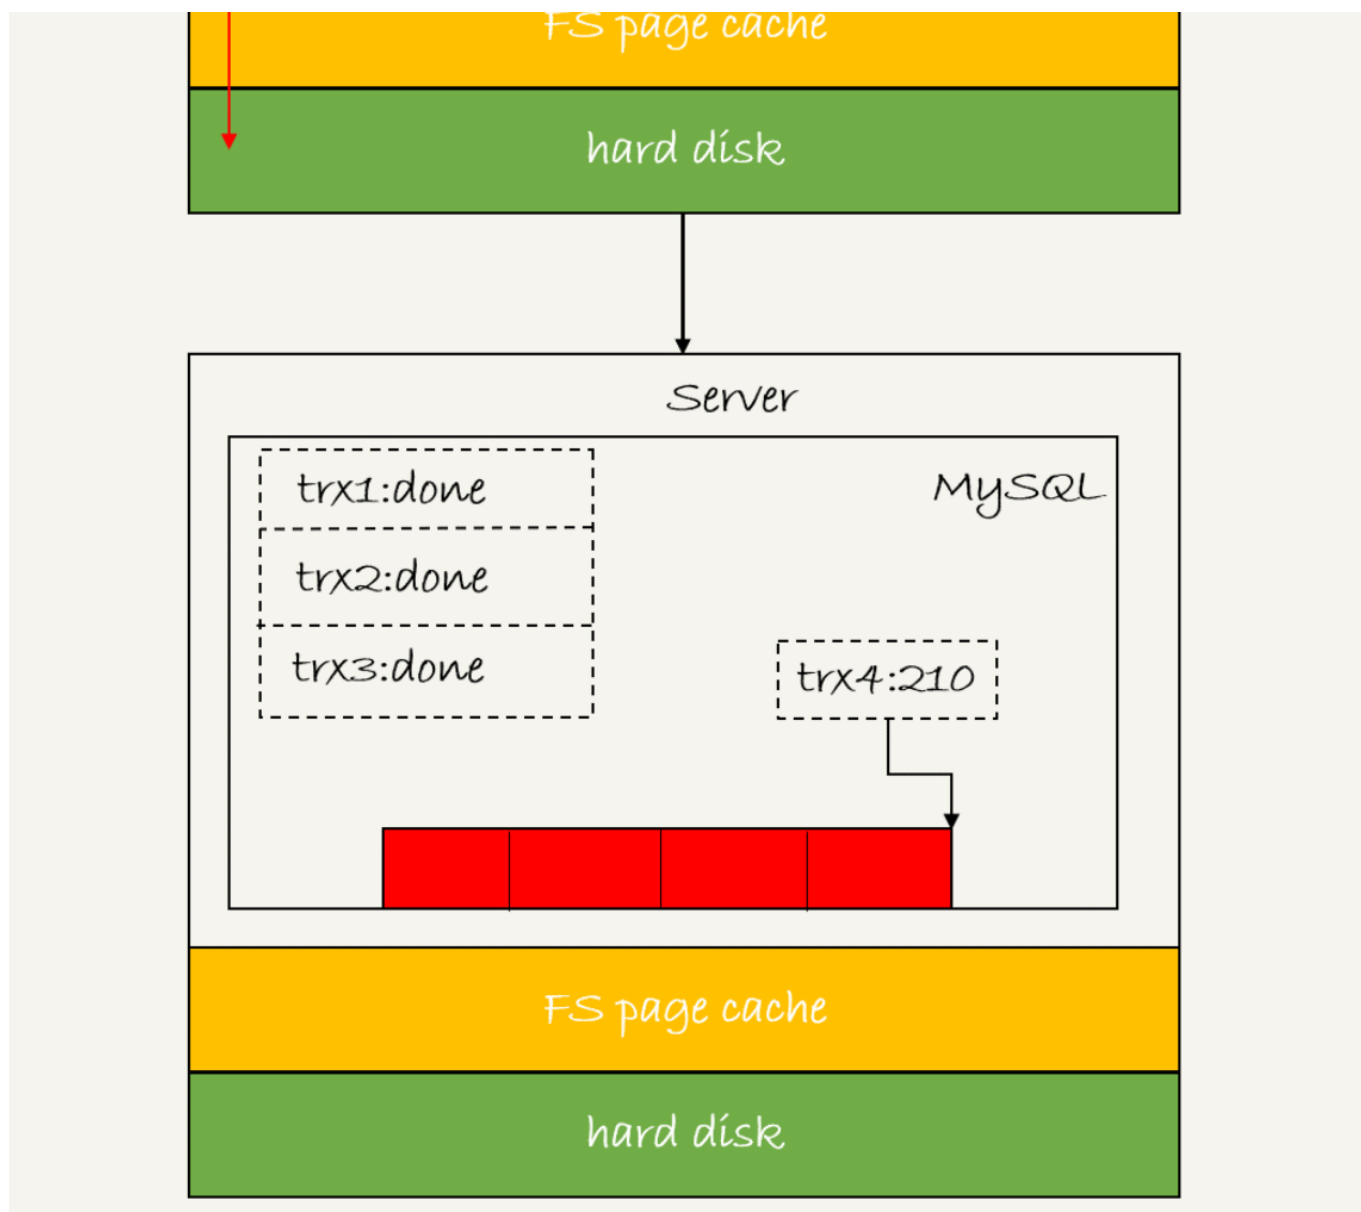 FS page cache
hard disk
Server
MySQL
trx1:done
trx2:done
trx3:done
trx4:210
FS page cache
hard disk